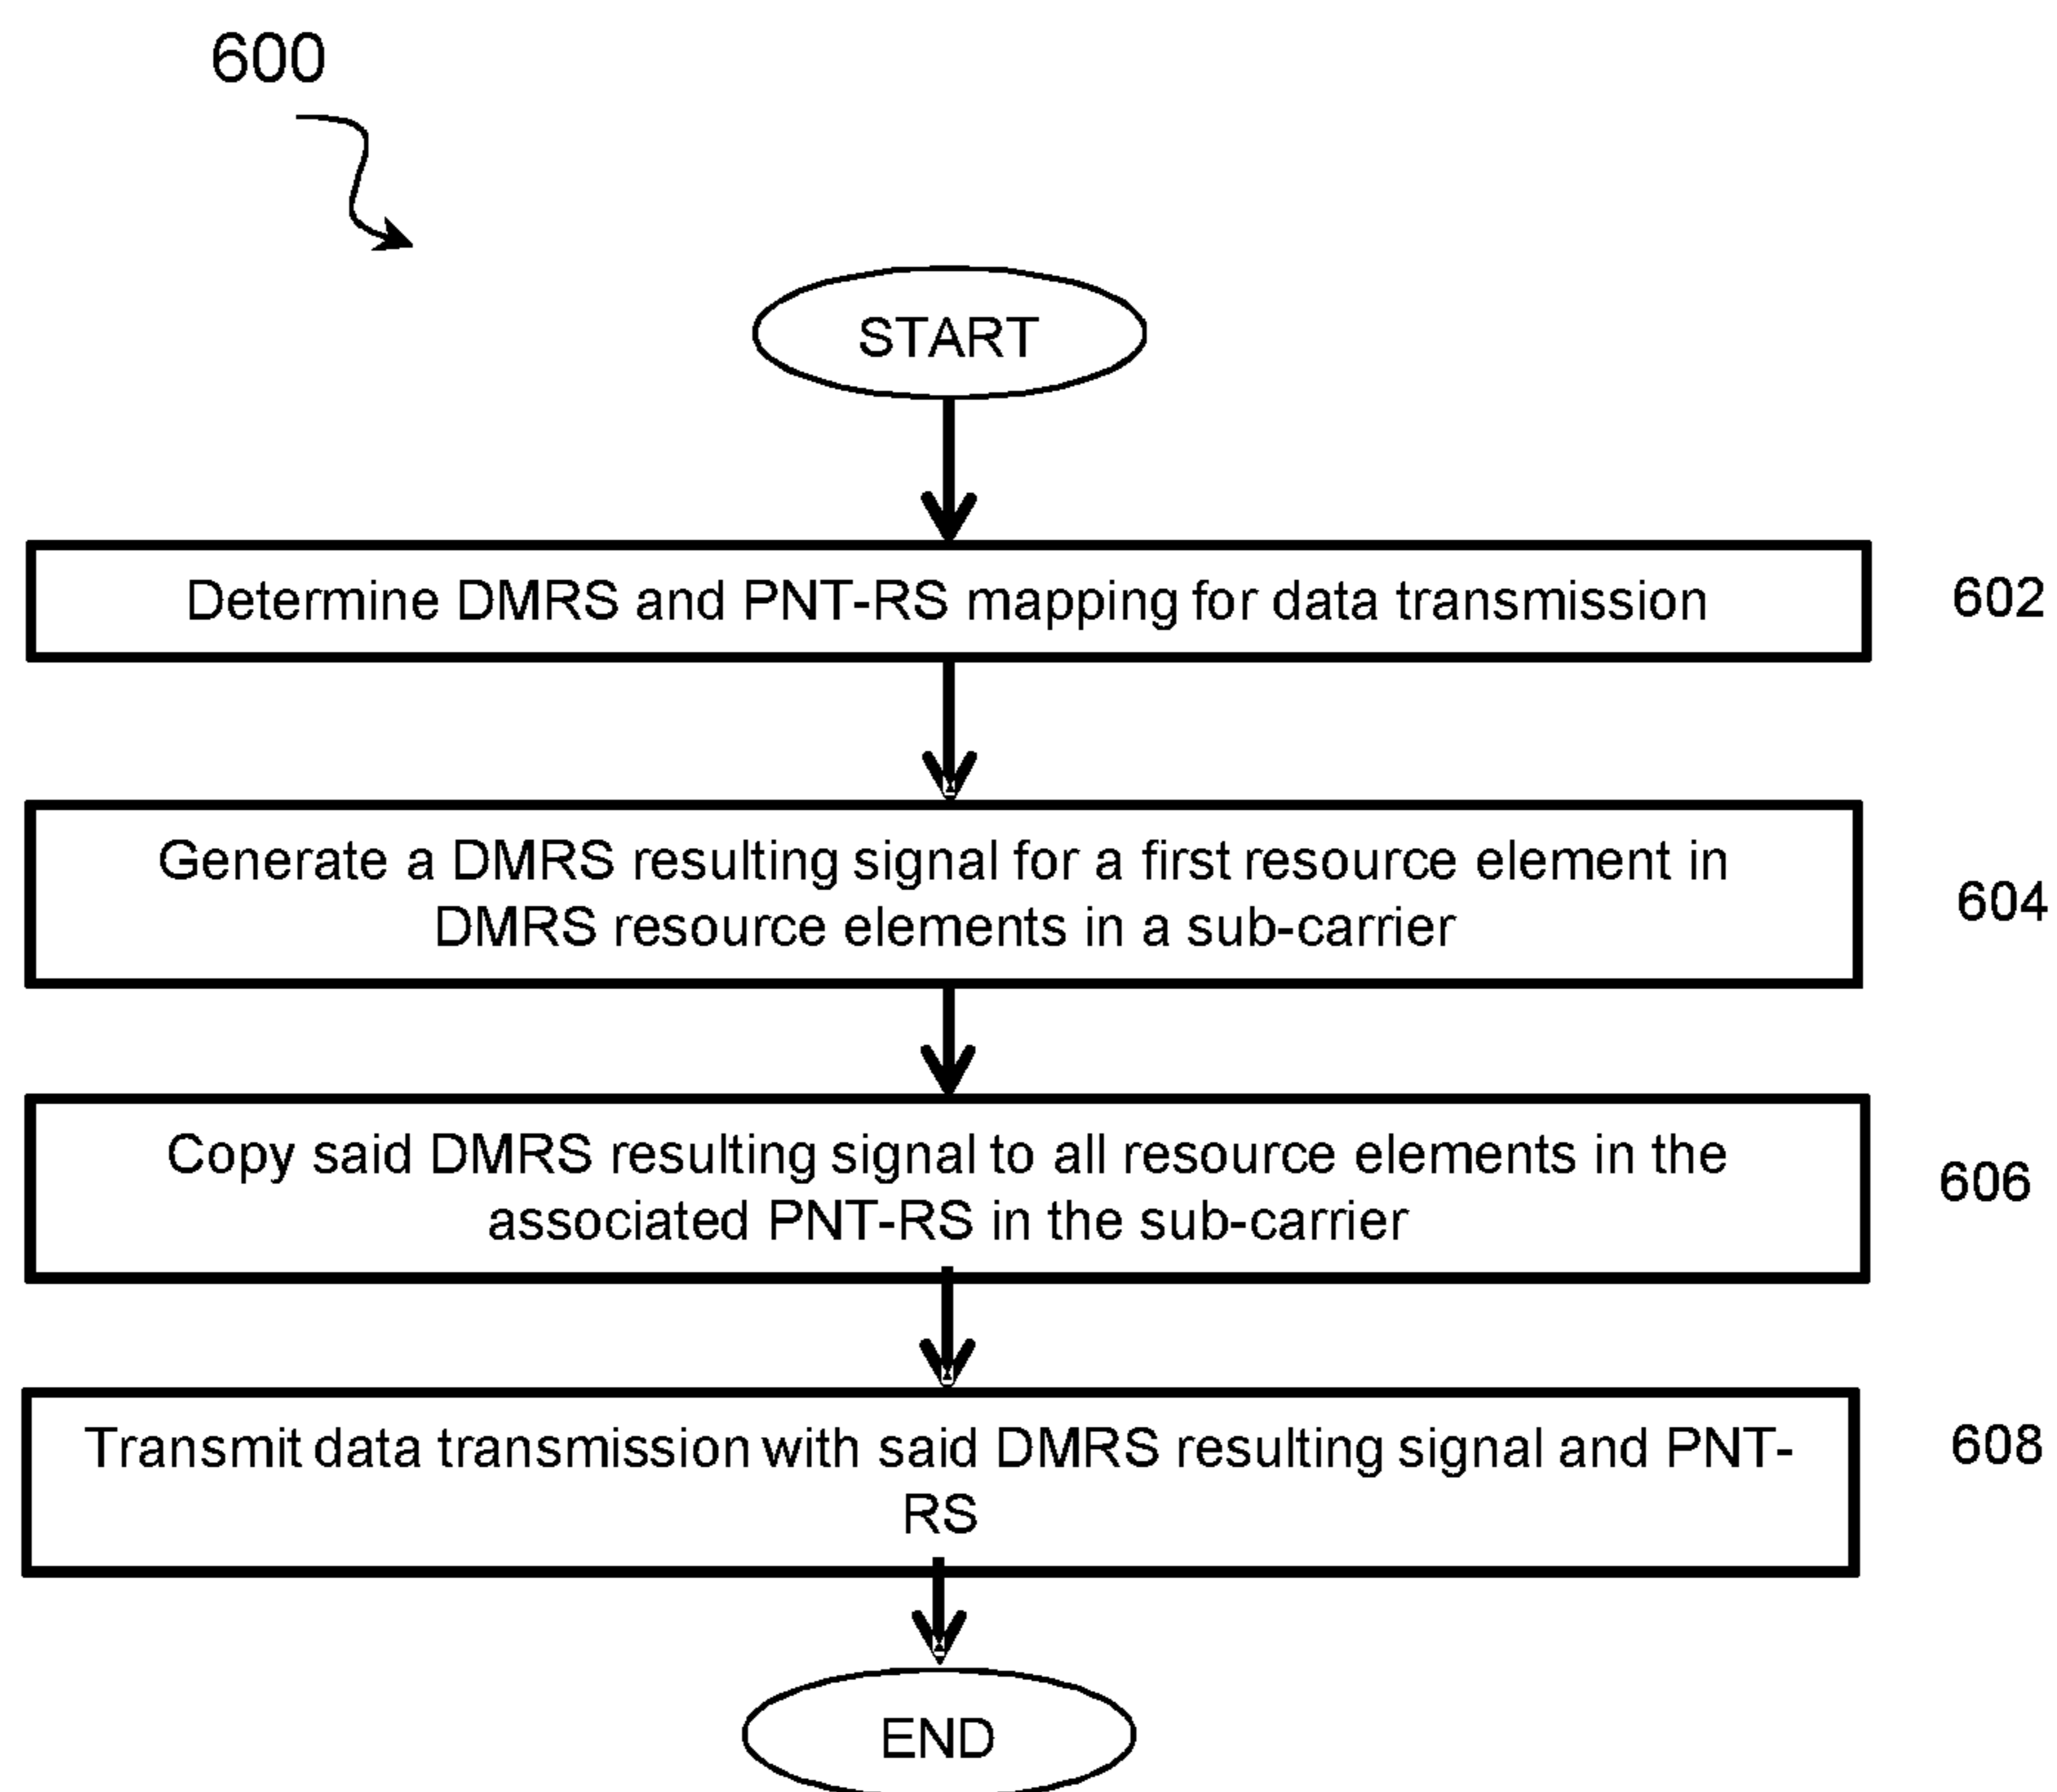 600
START
Determine DMRS and PNT-RS mapping for data transmission
602
Generate a DMRS resulting signal for a first resource element in
DMRS resource elements in a sub-carrier
604
Copy said DMRS resulting signal to all resource elements in the
associated PNT-RS in the sub-carrier
606
Transmit data transmission with said DMRS resulting signal and PNT-
RS
608
END